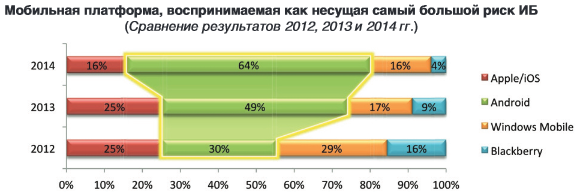 Мобильная платформа, воспринимаемая как несущая самый большой риск ИБ
(Сравнение результатов 2012, 2013 и 2014 гг.)
2014 16% 64% 16% 4%
2013 25% 49% 17% 9%
2012 25% 30% 29% 16%
0% 10% 20% 30% 40% 50% 60% 70% 80% 90% 100%
Apple/iOS
Android
Windows Mobile
Blackberry